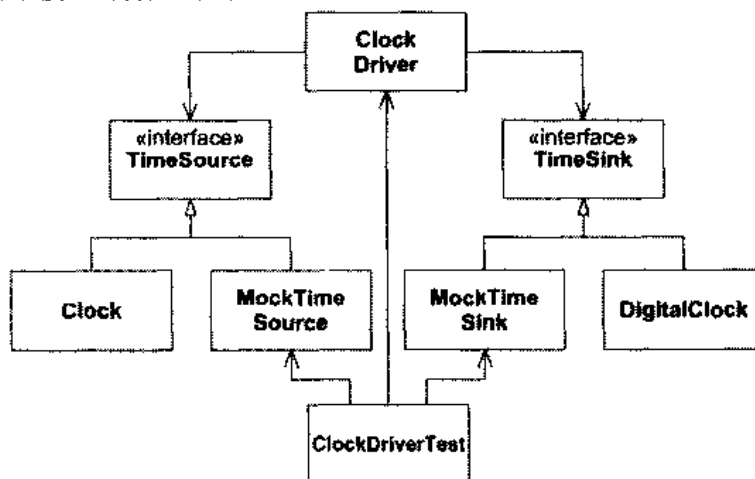 Clock
Driver
«interface»
TimeSource
«interface»
TimeSink
Clock
MockTime
Source
MockTime
Sink
DigitalClock
ClockDriverTest